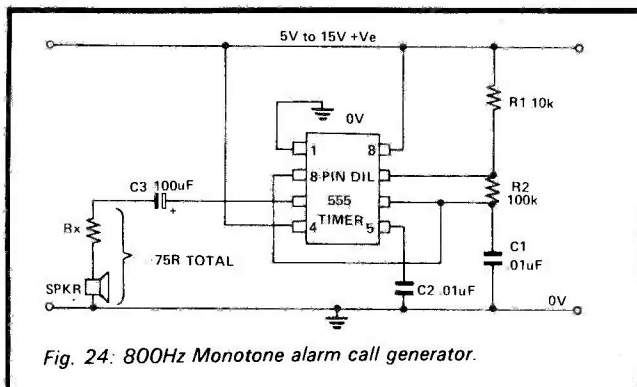 5V to 15V +Ve
R1 10k
0V
1
8
8 PIN DIL
C3 100uF
+
R2
100k
555
TIMER
4
5
Rx
75R TOTAL
C1
.01uF
SPKR
C2 .01uF
0V
Fig. 24: 800Hz Monotone alarm call generator.